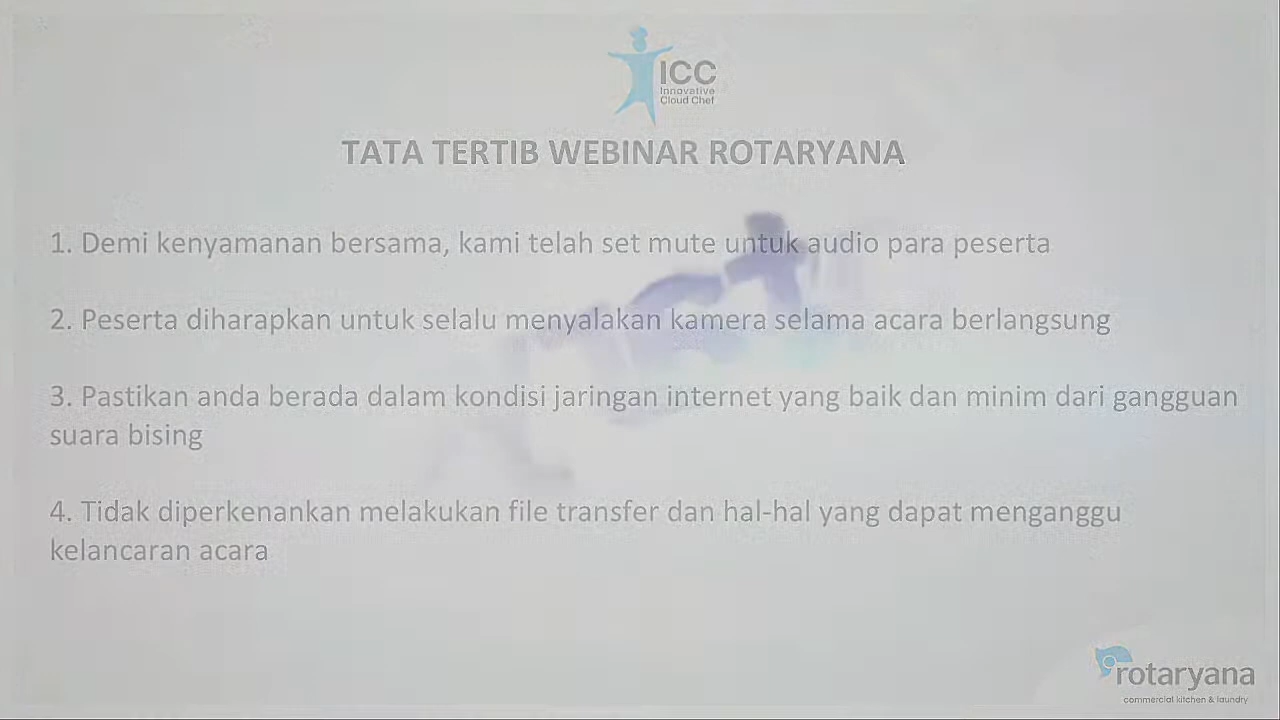 ICC
Innovative
Cloud Chef
TATA TERTIB WEBINAR ROTARYANA
1. Demi kenyamanan bersama, kami telah set mute untuk audio para peserta
2. Peserta diharapkan untuk selalu menyalakan kamera selama acara berlangsung
3. Pastikan anda berada dalam kondisi jaringan internet yang baik dan minim dari gangguan
suara bising
4. Tidak diperkenankan melakukan file transfer dan hal-hal yang dapat menganggu
kelancaran acara
rotaryana
commercial kitchen & laundry